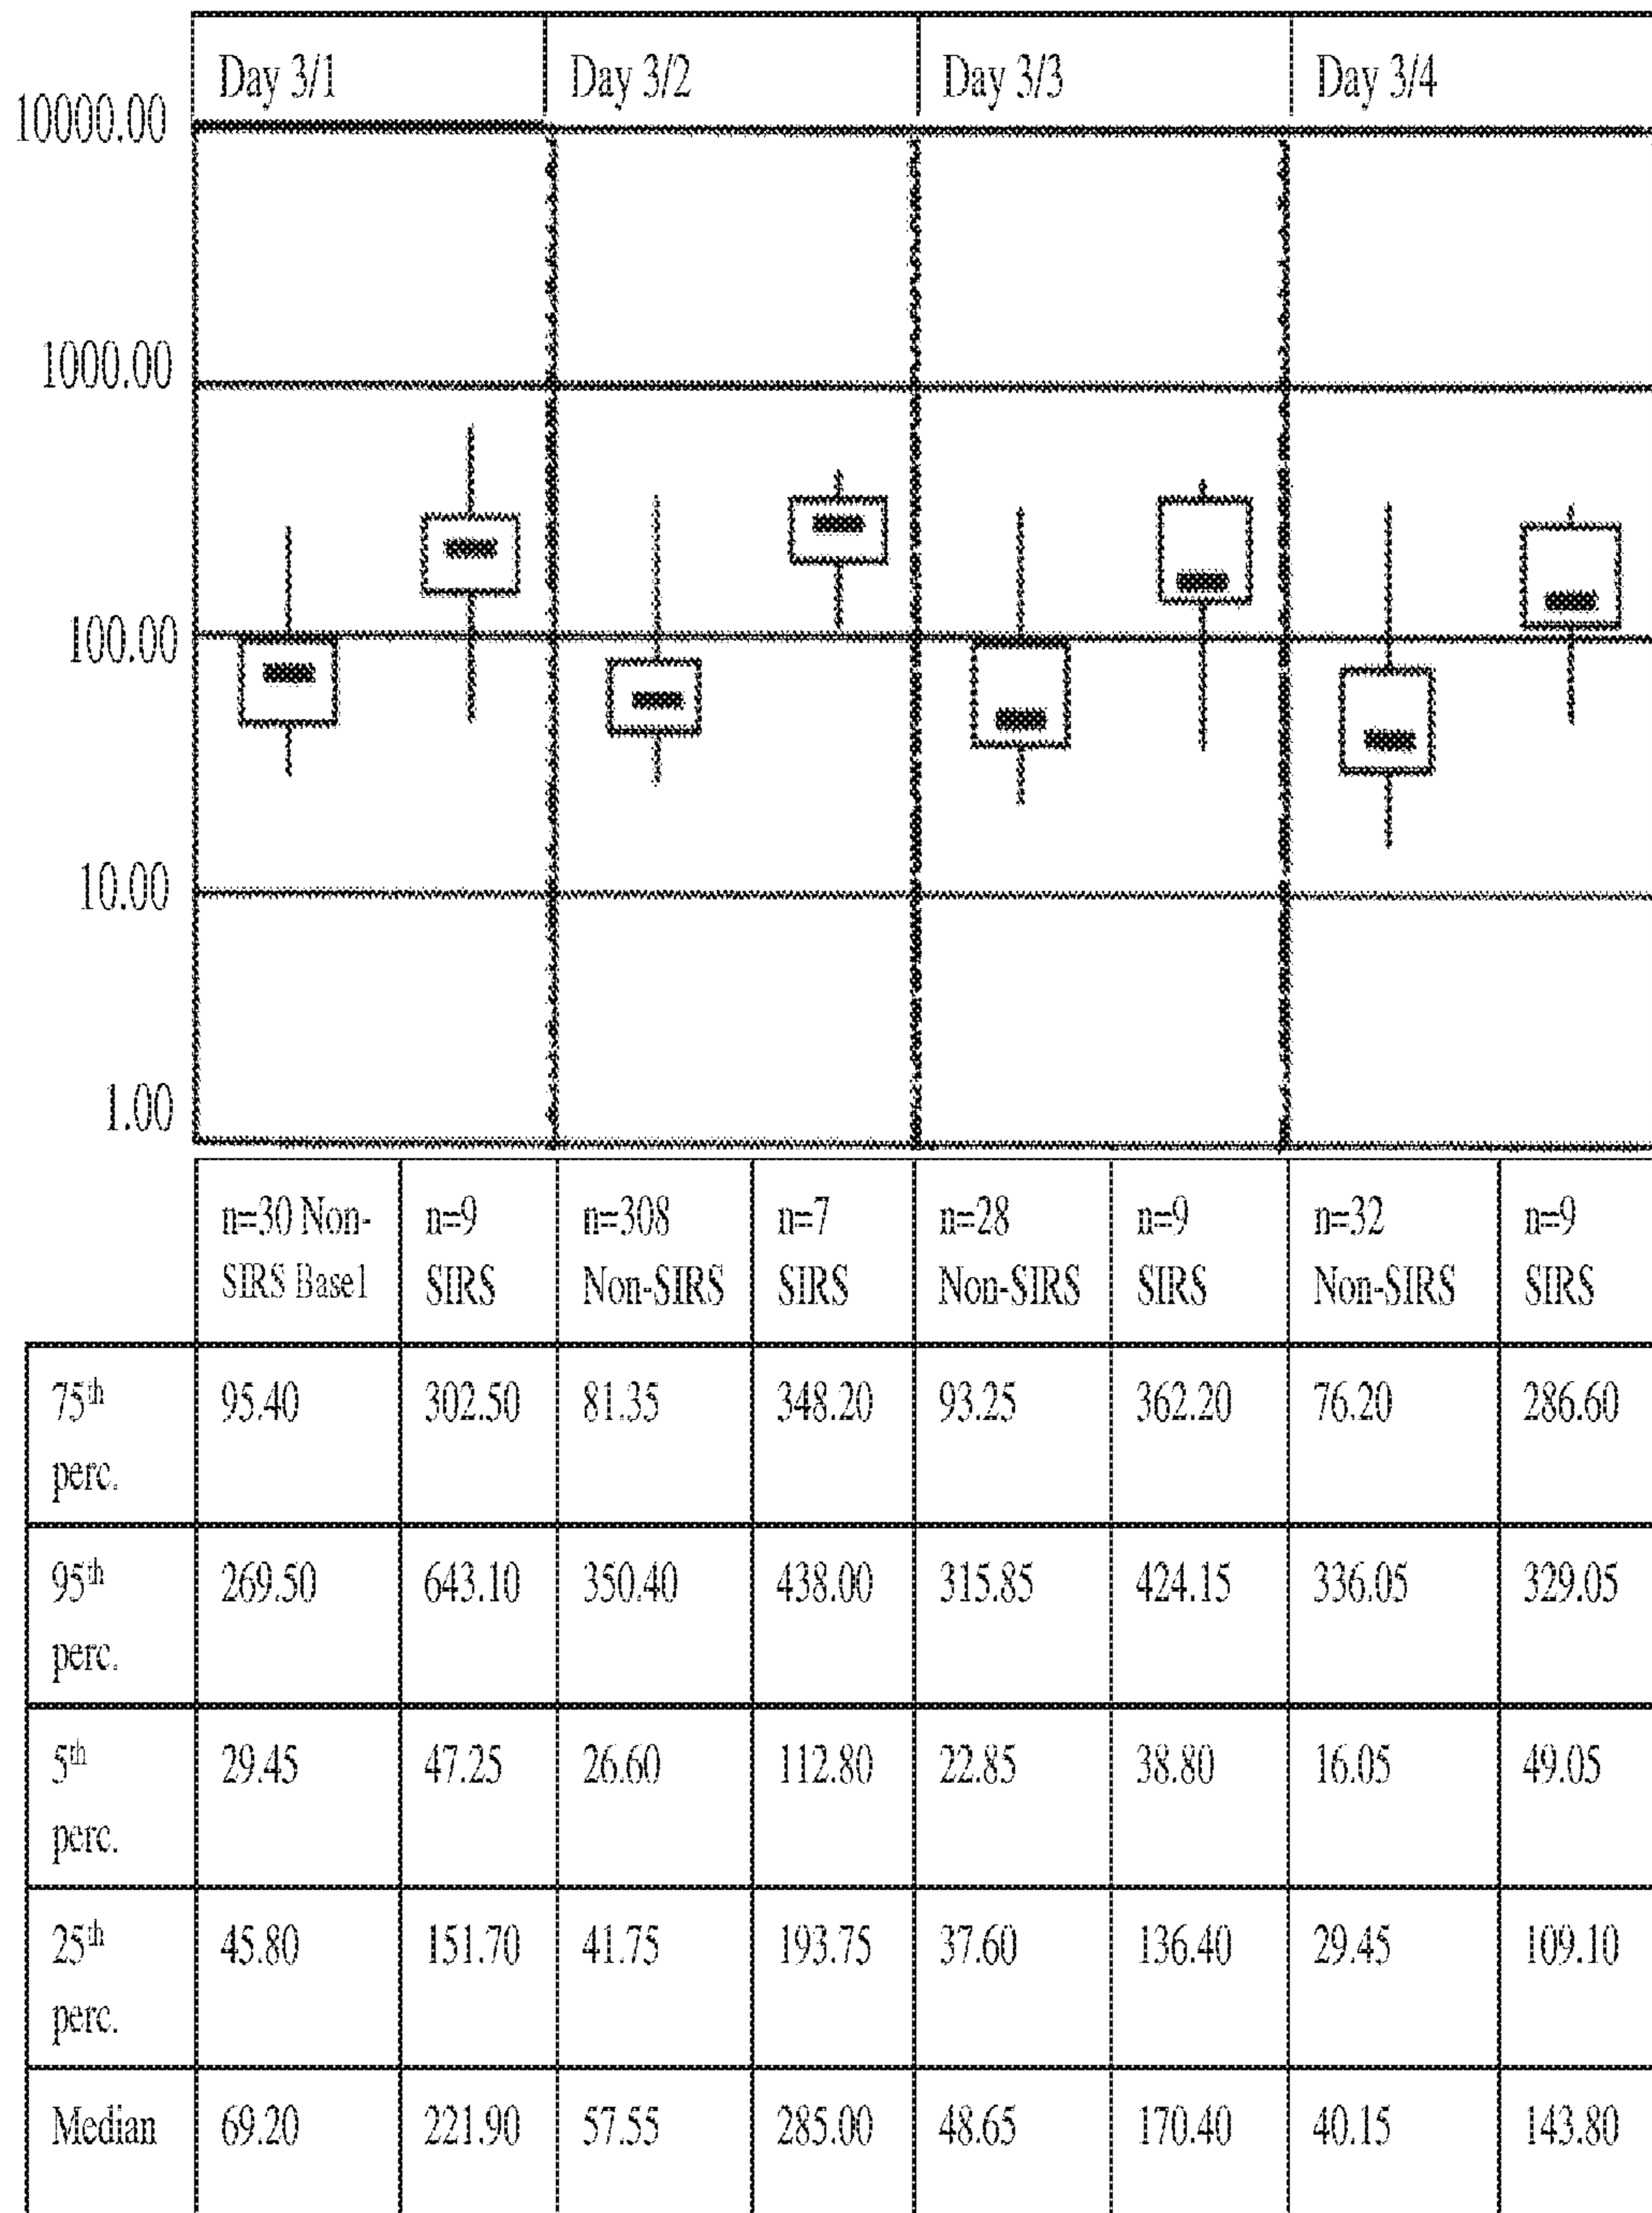 Day 3/1 Day 3/2 Day 3/3 Day 3/4
10000.00
1000.00
100.00
10.00
1.00
n=30 Non- n=9 n=308 n=7 n=28 n=9 n=32 n=9
SIRS Base1 SIRS Non-SIRS SIRS Non-SIRS SIRS Non-SIRS SIRS
75th 95.40 302.50 81.35 348.20 93.25 362.20 76.20 286.60
perc.
95th 269.50 643.10 350.40 438.00 315.85 424.15 336.05 329.05
perc.
5th 29.45 47.25 26.60 112.80 22.85 38.80 16.05 49.05
perc.
25th 45.80 151.70 41.75 193.75 37.60 136.40 29.45 109.10
perc.
Median 69.20 221.90 57.55 285.00 48.65 170.40 40.15 143.80